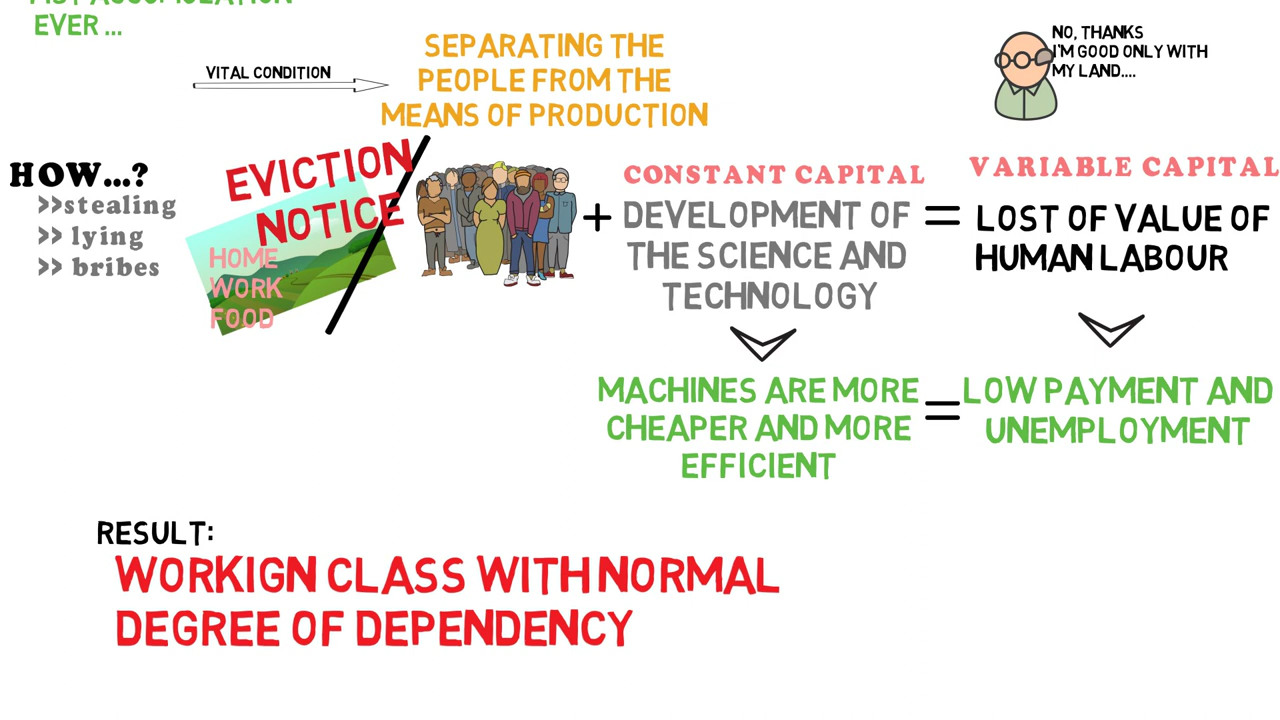 EVER ...
VITAL CONDITION
SEPARATING THE
PEOPLE FROM THE
MEANS OF PRODUCTION
NO, THANKS
I'M GOOD ONLY WITH
MY LAND....
HOW...?
>>stealing
>> lying
>> bribes
EVICTION
NOTICE
HOME
WORK
FOOD
+
CONSTANT CAPITAL
DEVELOPMENT OF
THE SCIENCE AND
TECHNOLOGY
=
VARIABLE CAPITAL
LOST OF VALUE OF
HUMAN LABOUR
MACHINES ARE MORE
CHEAPER AND MORE
EFFICIENT
=
LOW PAYMENT AND
UNEMPLOYMENT
RESULT:
WORKIGN CLASS WITH NORMAL
DEGREE OF DEPENDENCY